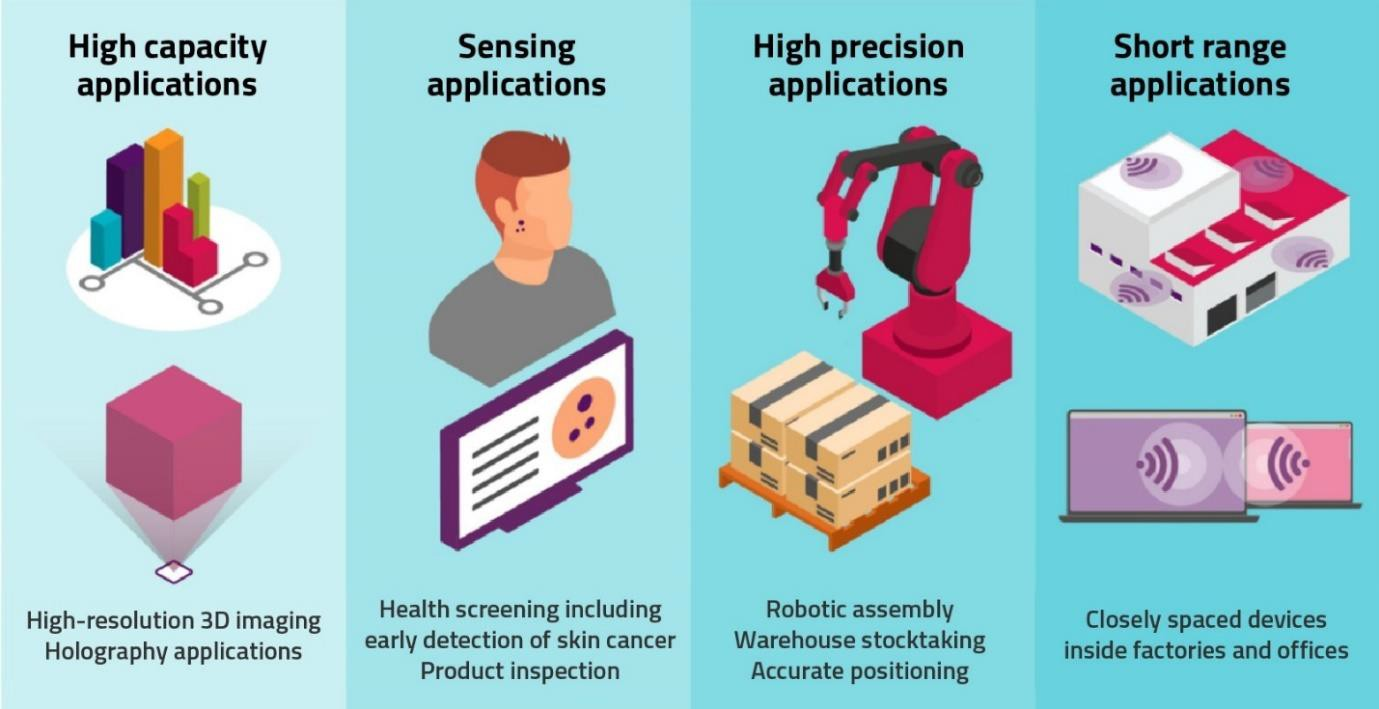 High capacity
applications
High-resolution 3D imaging
Holography applications
Sensing
applications
Health screening including
early detection of skin cancer
Product inspection
High precision
applications
Robotic assembly
Warehouse stocktaking
Accurate positioning
Short range
applications
Closely spaced devices
inside factories and offices